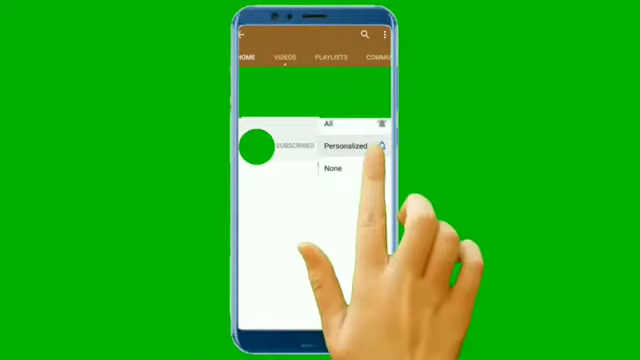 HOME VIDEOS PLAYLISTS COMMU
All
SUBSCRIBED Personalized
None